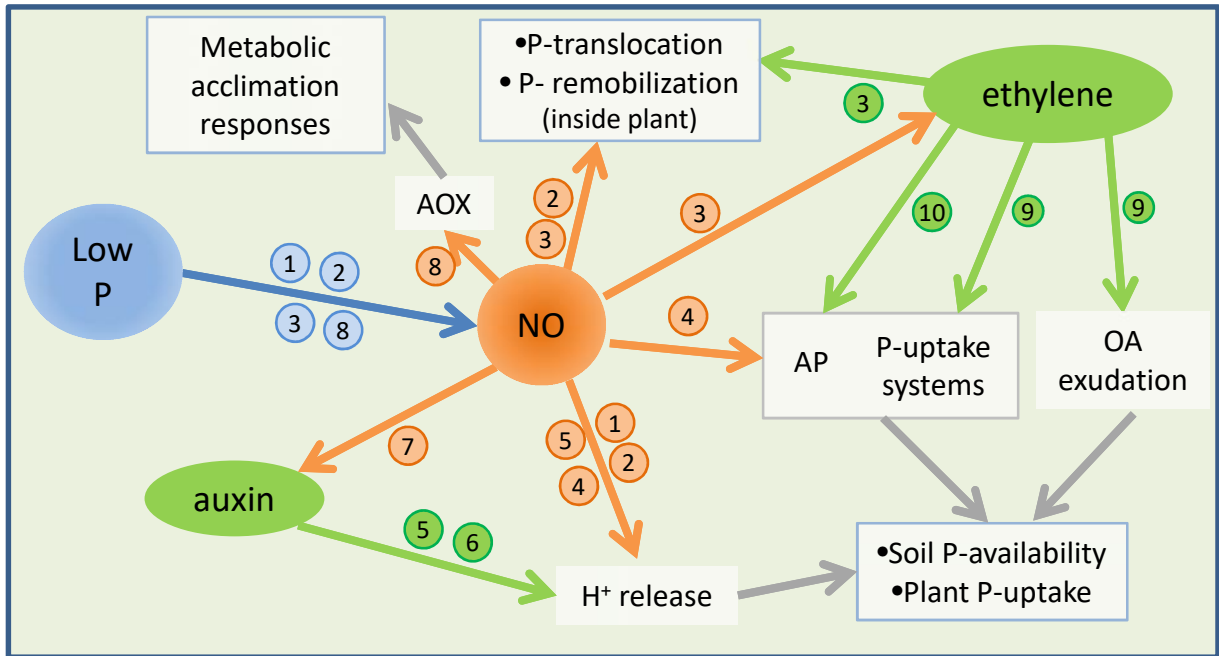 Metabolic
acclimation
responses
•P-translocation
• P- remobilization
(inside plant)
ethylene
3
AOX
2
3
3
10
9
9
Low
P
1
2
3
8
8
NO
4
AP
P-uptake
systems
OA
exudation
7
5
1
2
4
auxin
5
6
H⁺ release
•Soil P-availability
•Plant P-uptake